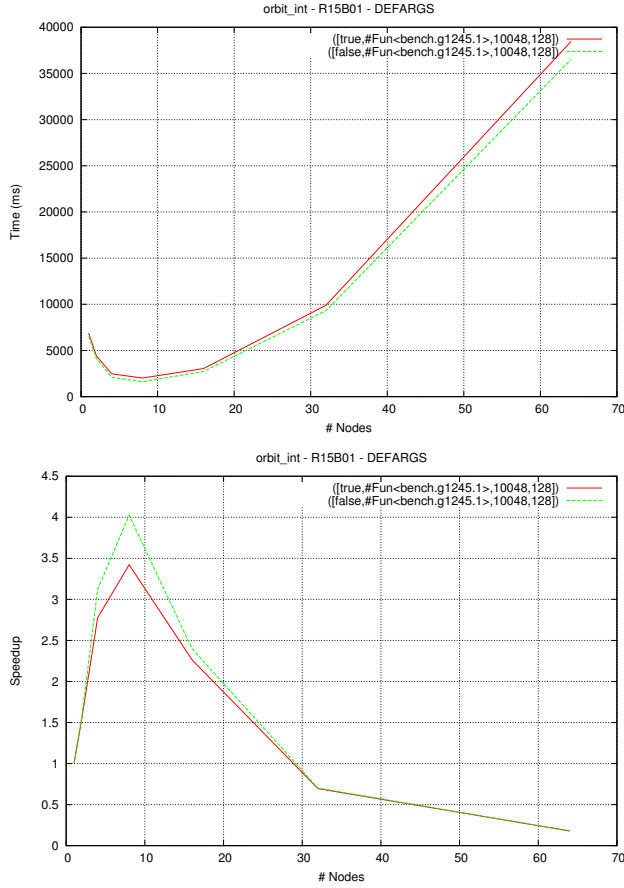 orbit_int - R15B01 - DEFARGS
([true,#Fun<bench.g1245.1>,10048,128])
([false,#Fun<bench.g1245.1>,10048,128])
40000
35000
30000
25000
20000
15000
10000
5000
0
Time (ms)
0 10 20 30 40 50 60 70
# Nodes
orbit_int - R15B01 - DEFARGS
([true,#Fun<bench.g1245.1>,10048,128])
([false,#Fun<bench.g1245.1>,10048,128])
4.5
4
3.5
3
2.5
2
1.5
1
0.5
0
Speedup
0 10 20 30 40 50 60 70
# Nodes